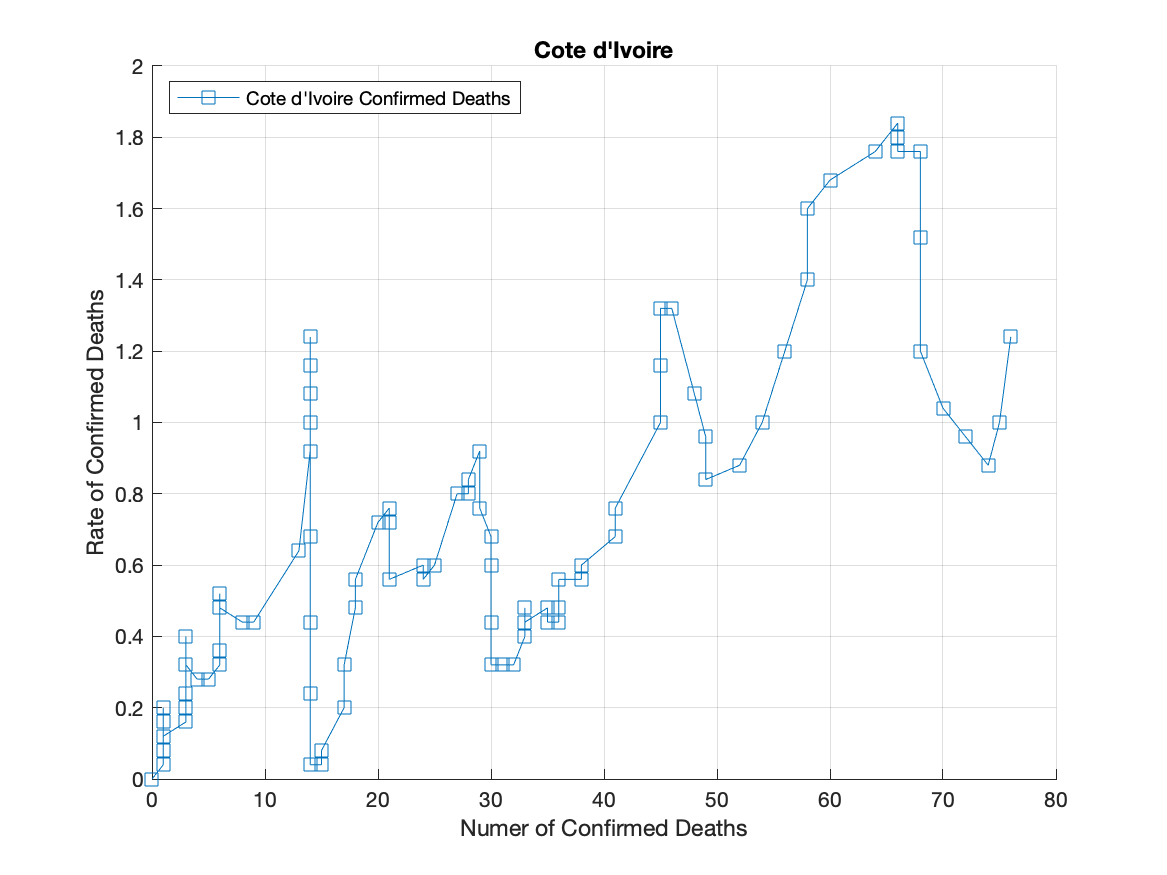 Cote d'Ivoire
Cote d'Ivoire Confirmed Deaths
2
1.8
1.6
1.4
1.2
1
0.8
0.6
0.4
0.2
0
Rate of Confirmed Deaths
0 10 20 30 40 50 60 70 80
Numer of Confirmed Deaths